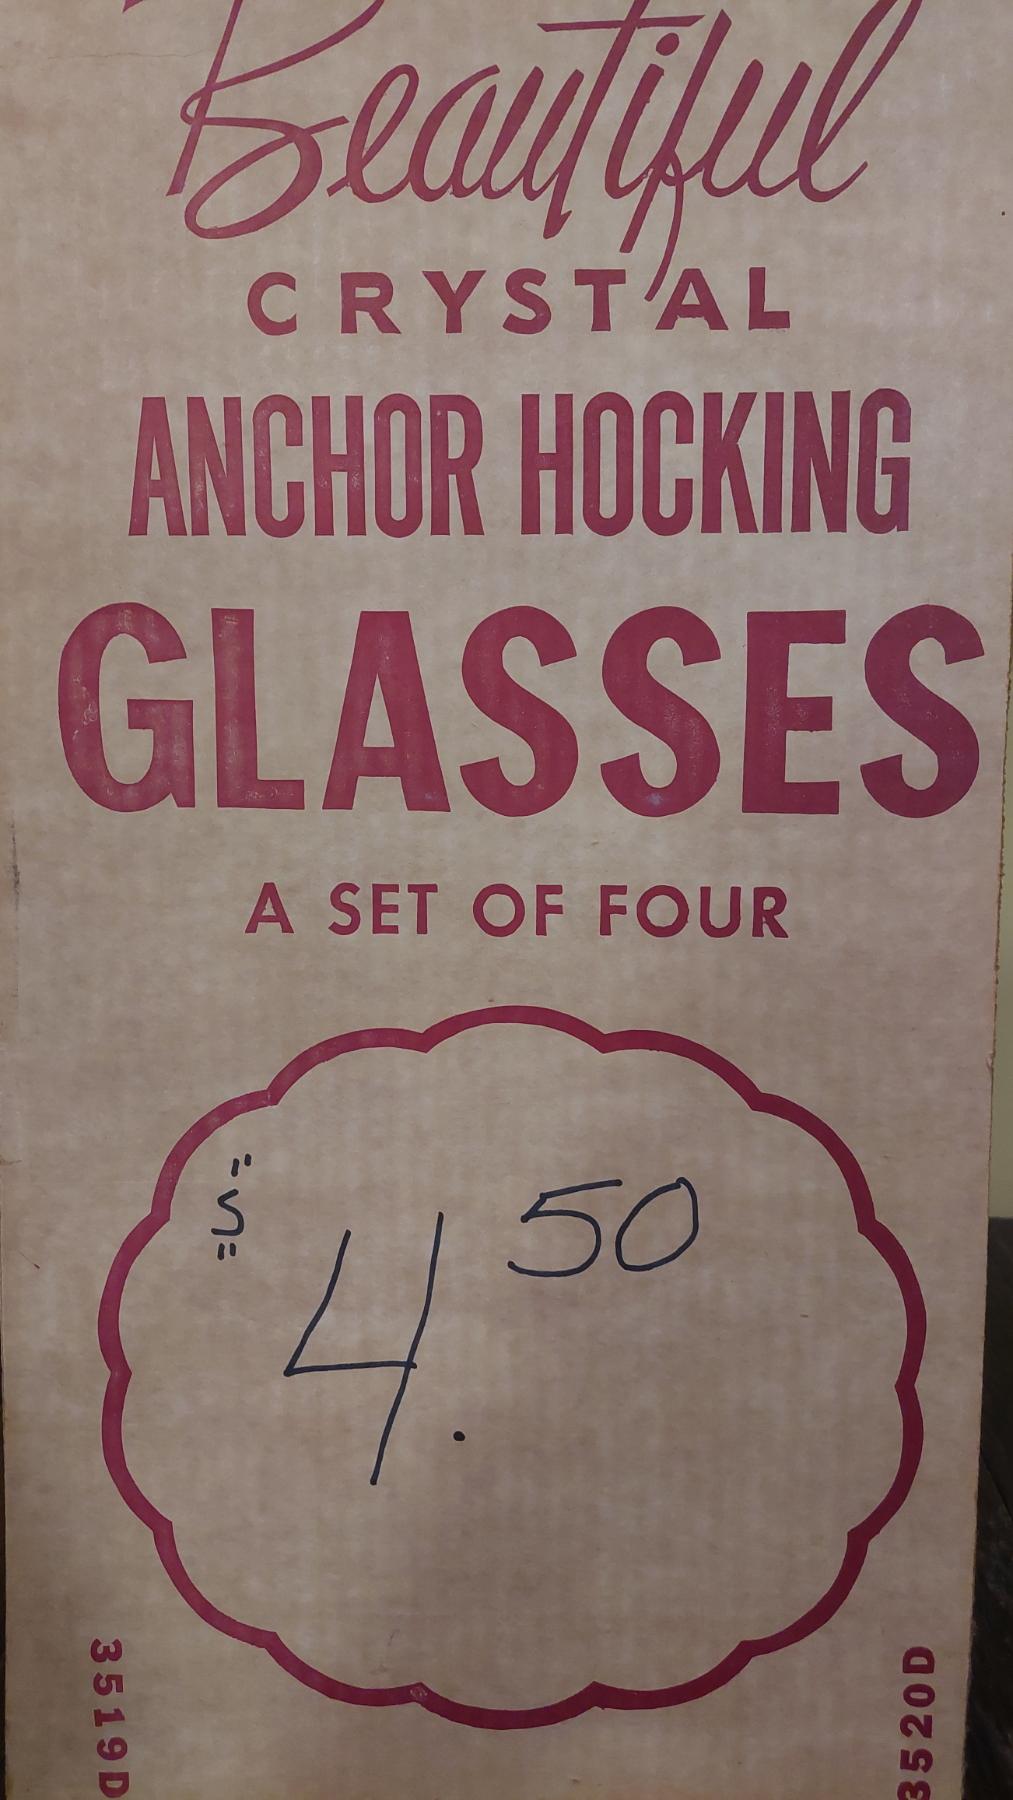 Beautiful
CRYSTAL
ANCHOR HOCKING
GLASSES
A SET OF FOUR
$ 4.50
3519D
3520D